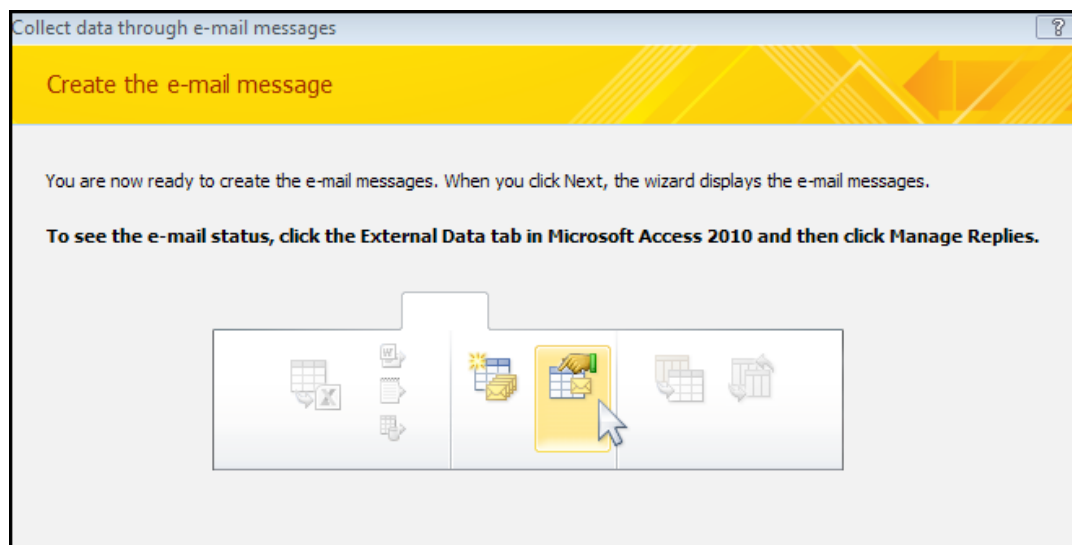 Collect data through e-mail messages
?
Create the e-mail message
You are now ready to create the e-mail messages. When you click Next, the wizard displays the e-mail messages.
To see the e-mail status, click the External Data tab in Microsoft Access 2010 and then click Manage Replies.
W
X